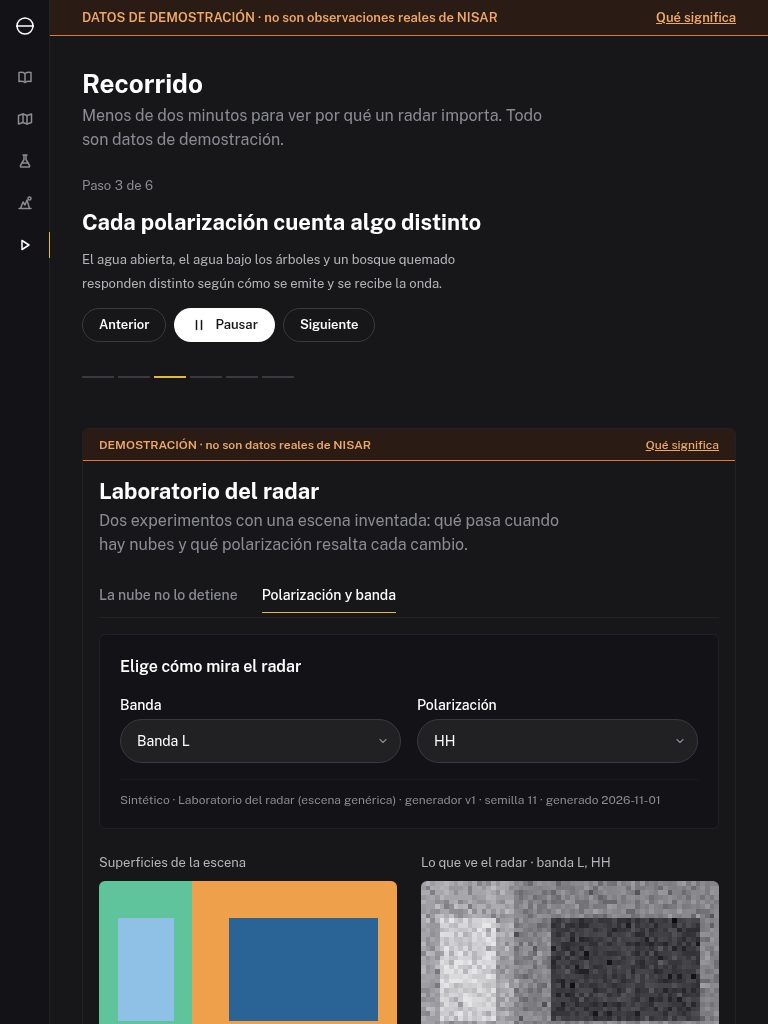 DATOS DE DEMOSTRACIÓN · no son observaciones reales de NISAR
Qué significa
Recorrido
Menos de dos minutos para ver por qué un radar importa. Todo
son datos de demostración.
Paso 3 de 6
Cada polarización cuenta algo distinto
El agua abierta, el agua bajo los árboles y un bosque quemado
responden distinto según cómo se emite y se recibe la onda.
Anterior
Pausar
Siguiente
DEMOSTRACIÓN · no son datos reales de NISAR
Qué significa
Laboratorio del radar
Dos experimentos con una escena inventada: qué pasa cuando
hay nubes y qué polarización resalta cada cambio.
La nube no lo detiene
Polarización y banda
Elige cómo mira el radar
Banda
Polarización
Banda L
HH
Sintético · Laboratorio del radar (escena genérica) · generador v1 · semilla 11 · generado 2026-11-01
Superficies de la escena
Lo que ve el radar · banda L, HH